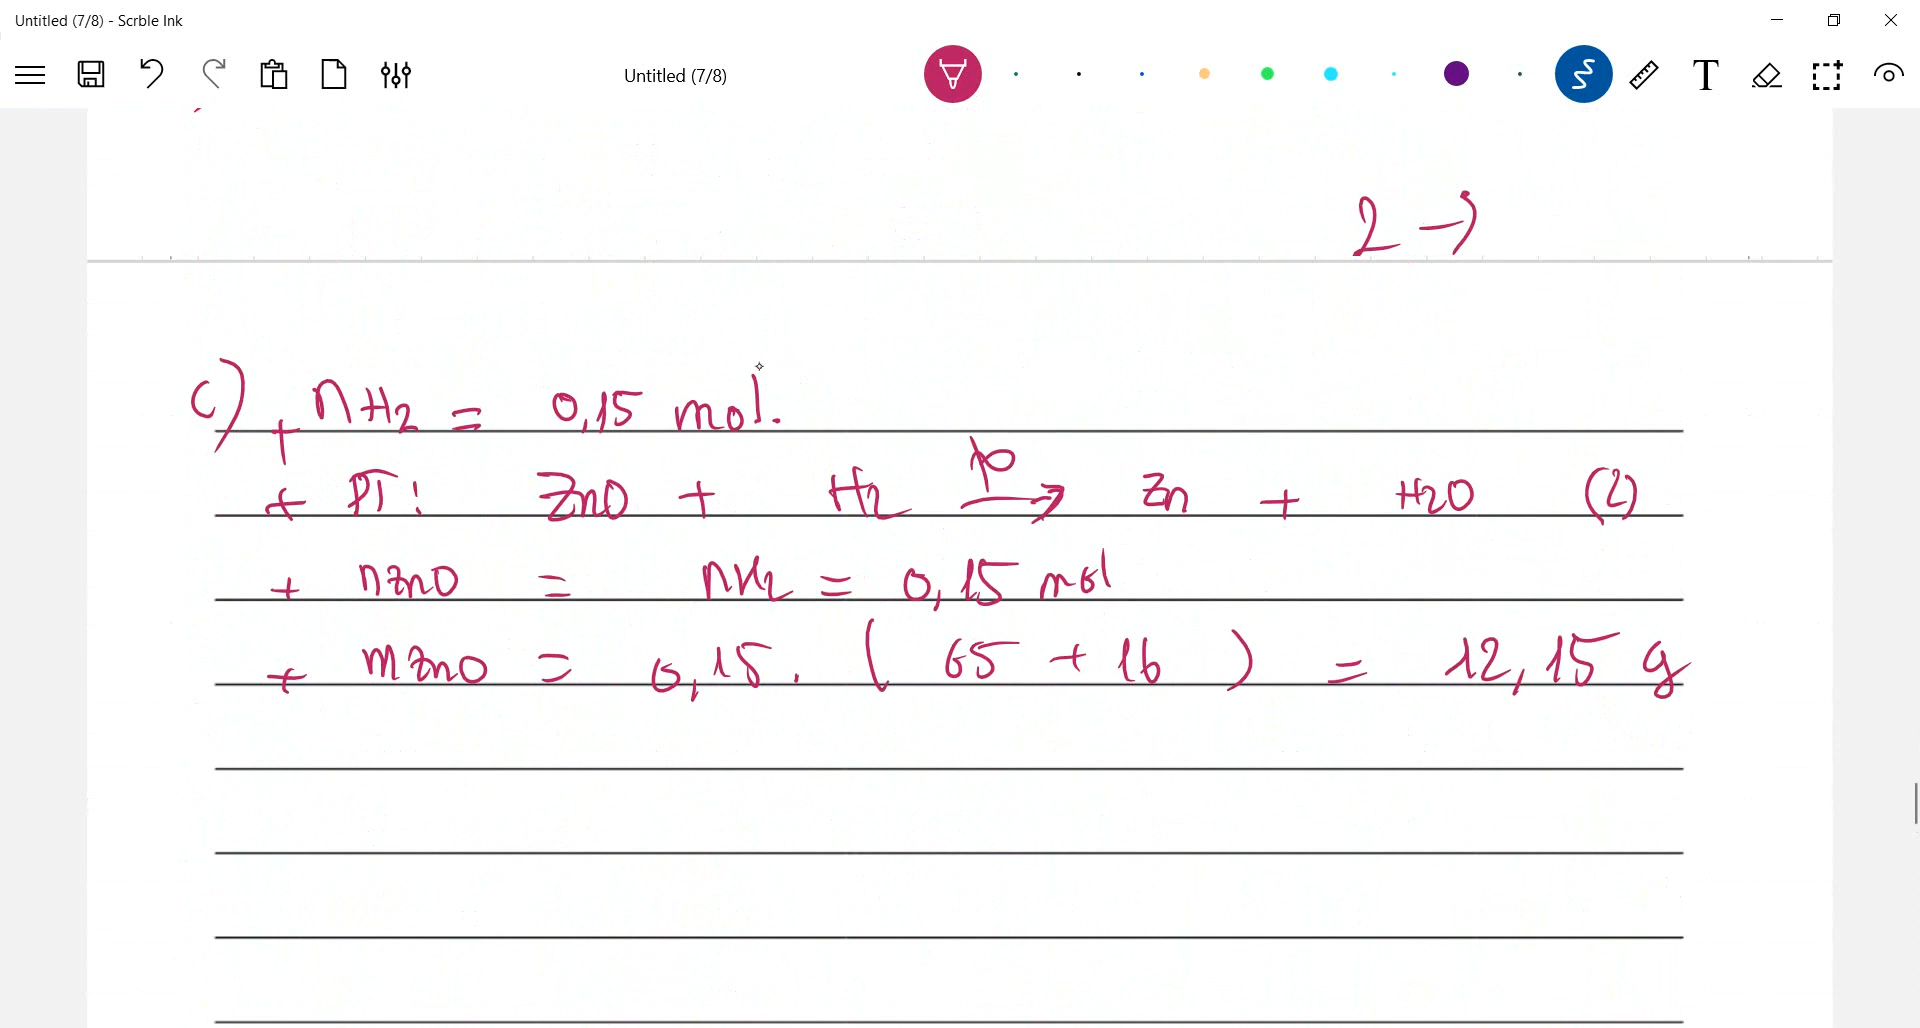 Untitled (7/8) - Scrble Ink
Untitled (7/8)
T
2 →
c) + nH2 = 0,15 mol.
+ PT: ZnO + H2 t° → Zn + H2O (2)
+ nZnO = nH2 = 0,15 mol
+ mZnO = 0,15. ( 65 + 16 ) = 12,15 g